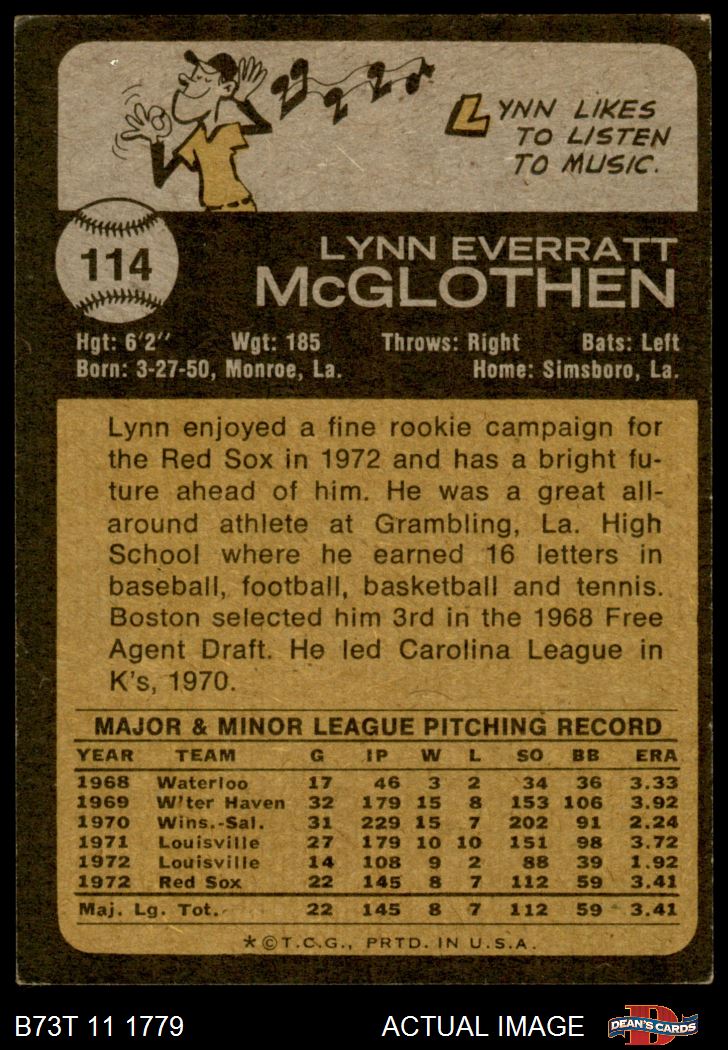 LYNN LIKES
TO LISTEN
TO MUSIC.
114
LYNN EVERRATT
McGLOTHEN
Hgt: 6'2" Wgt: 185 Throws: Right Bats: Left
Born: 3-27-50, Monroe, La. Home: Simsboro, La.
Lynn enjoyed a fine rookie campaign for
the Red Sox in 1972 and has a bright fu-
ture ahead of him. He was a great all-
around athlete at Grambling, La. High
School where he earned 16 letters in
baseball, football, basketball and tennis.
Boston selected him 3rd in the 1968 Free
Agent Draft. He led Carolina League in
K's, 1970.
MAJOR & MINOR LEAGUE PITCHING RECORD
YEAR TEAM G IP W L SO BB ERA
1968 Waterloo 17 46 3 2 34 36 3.33
1969 W'ter Haven 32 179 15 8 153 106 3.92
1970 Wins.-Sal. 31 229 15 7 202 91 2.24
1971 Louisville 27 179 10 10 151 98 3.72
1972 Louisville 14 108 9 2 88 39 1.92
1972 Red Sox 22 145 8 7 112 59 3.41
Maj. Lg. Tot. 22 145 8 7 112 59 3.41
*©T.C.G., PRTD. IN U.S.A.
B73T 11 1779 ACTUAL IMAGE D DEAN'S CARDS